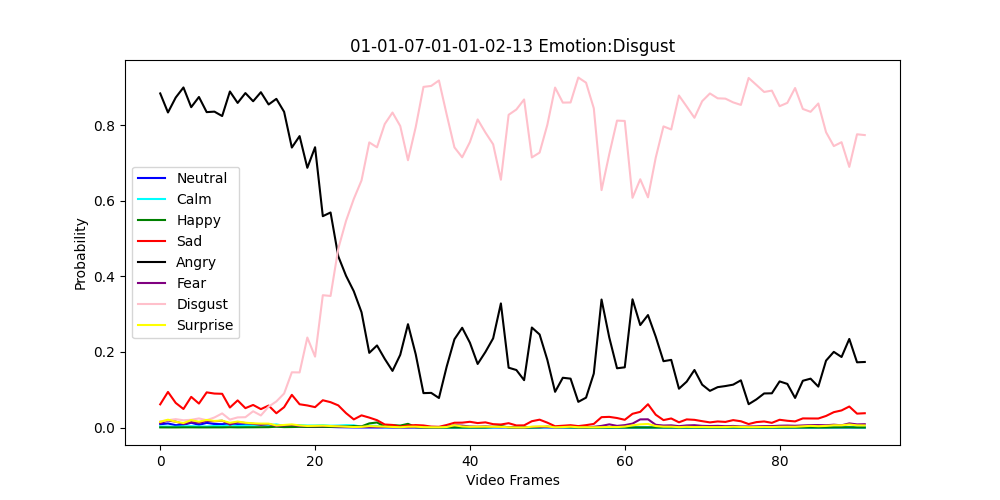 01-01-07-01-01-02-13 Emotion:Disgust
Probability
0.8
0.6
0.4
0.2
0.0
Neutral
Calm
Happy
Sad
Angry
Fear
Disgust
Surprise
0
20
40
60
80
Video Frames